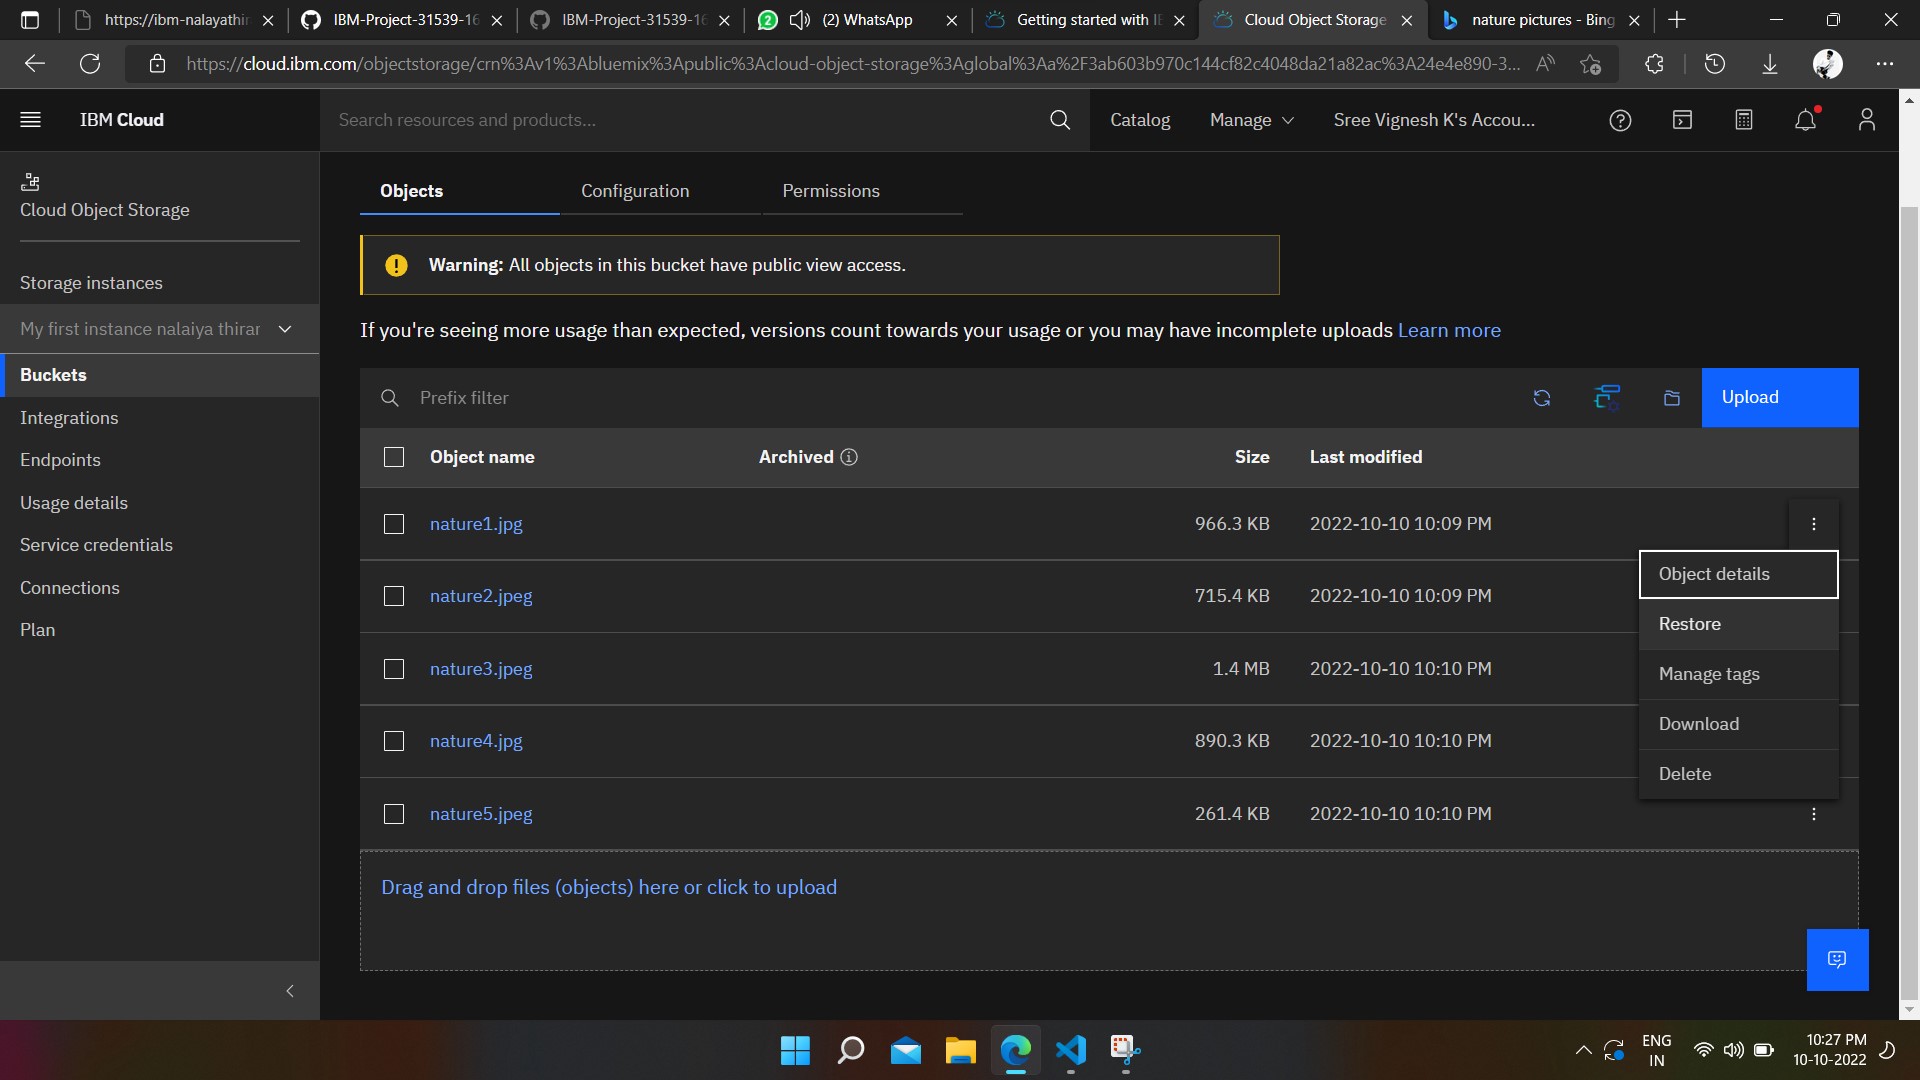 https://ibm-nalayathir
IBM-Project-31539-16
IBM-Project-31539-16
2
(2) WhatsApp
Getting started with IB
Cloud Object Storage
nature pictures - Bing
https://cloud.ibm.com/objectstorage/crn%3Av1%3Abluemix%3Apublic%3Acloud-object-storage%3Aglobal%3Aa%2F3ab603b970c144cf82c4048da21a82ac%3A24e4e890-3...
IBM Cloud
Search resources and products...
Catalog
Manage
Sree Vignesh K's Accou...
Cloud Object Storage
Storage instances
My first instance nalaiya thirar
Buckets
Integrations
Endpoints
Usage details
Service credentials
Connections
Plan
Objects
Configuration
Permissions
Warning: All objects in this bucket have public view access.
If you're seeing more usage than expected, versions count towards your usage or you may have incomplete uploads Learn more
Prefix filter
Upload
Object name
Archived
Size
Last modified
nature1.jpg
966.3 KB
2022-10-10 10:09 PM
nature2.jpeg
715.4 KB
2022-10-10 10:09 PM
nature3.jpeg
1.4 MB
2022-10-10 10:10 PM
nature4.jpg
890.3 KB
2022-10-10 10:10 PM
nature5.jpeg
261.4 KB
2022-10-10 10:10 PM
Object details
Restore
Manage tags
Download
Delete
Drag and drop files (objects) here or click to upload
ENG
IN
10:27 PM
10-10-2022